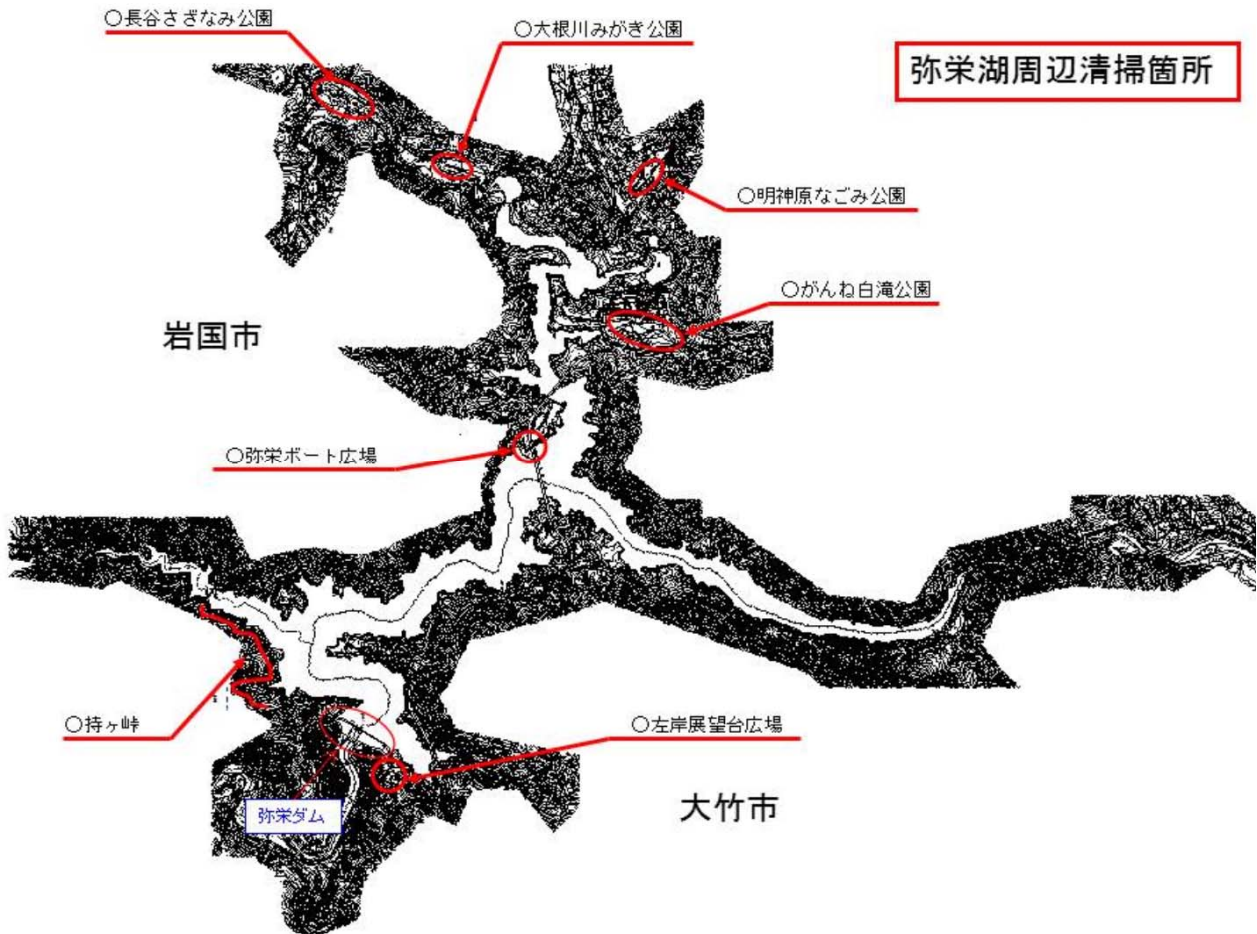 ○長谷さざなみ公園
○大根川みがき公園
弥栄湖周辺清掃箇所
○明神原なごみ公園
○がんね白滝公園
岩国市
○弥栄ボート広場
○持ヶ峠
○左岸展望台広場
弥栄ダム
大竹市